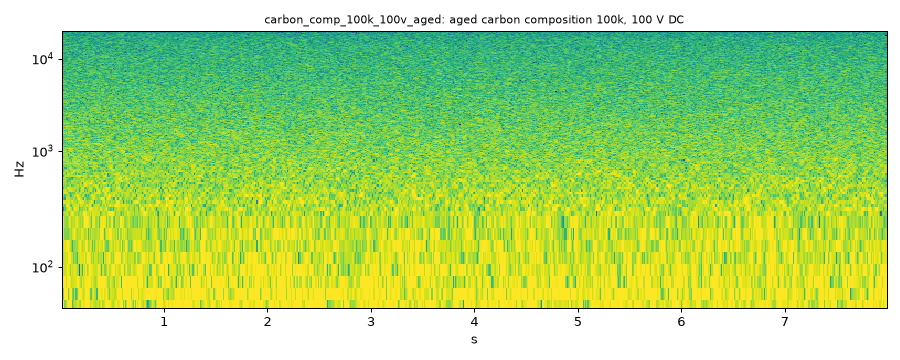 carbon_comp_100k_100v_aged: aged carbon composition 100k, 100 V DC
10⁴
10³
10²
Hz
1 2 3 4 5 6 7
s